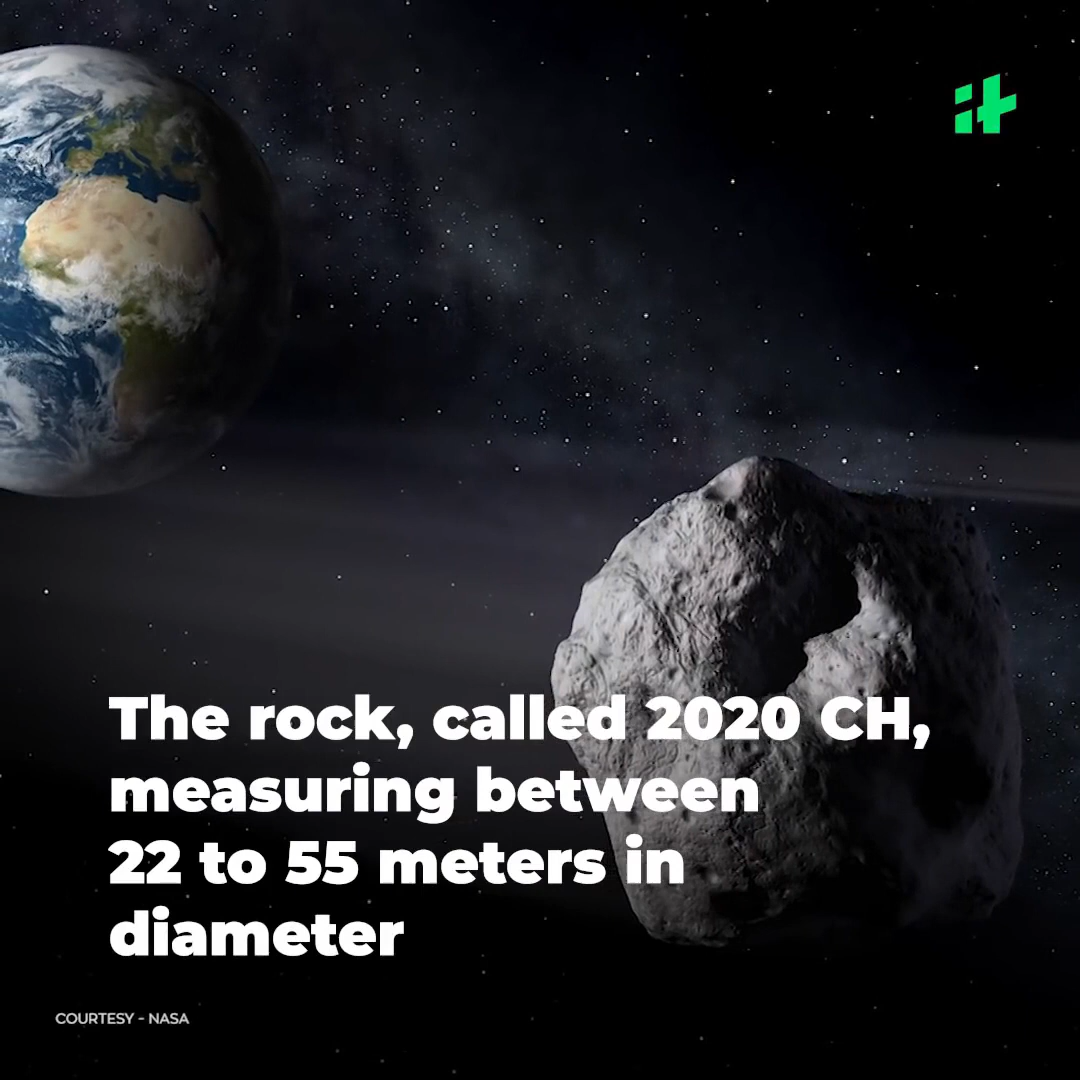 The rock, called 2020 CH,
measuring between
22 to 55 meters in
diameter
COURTESY - NASA